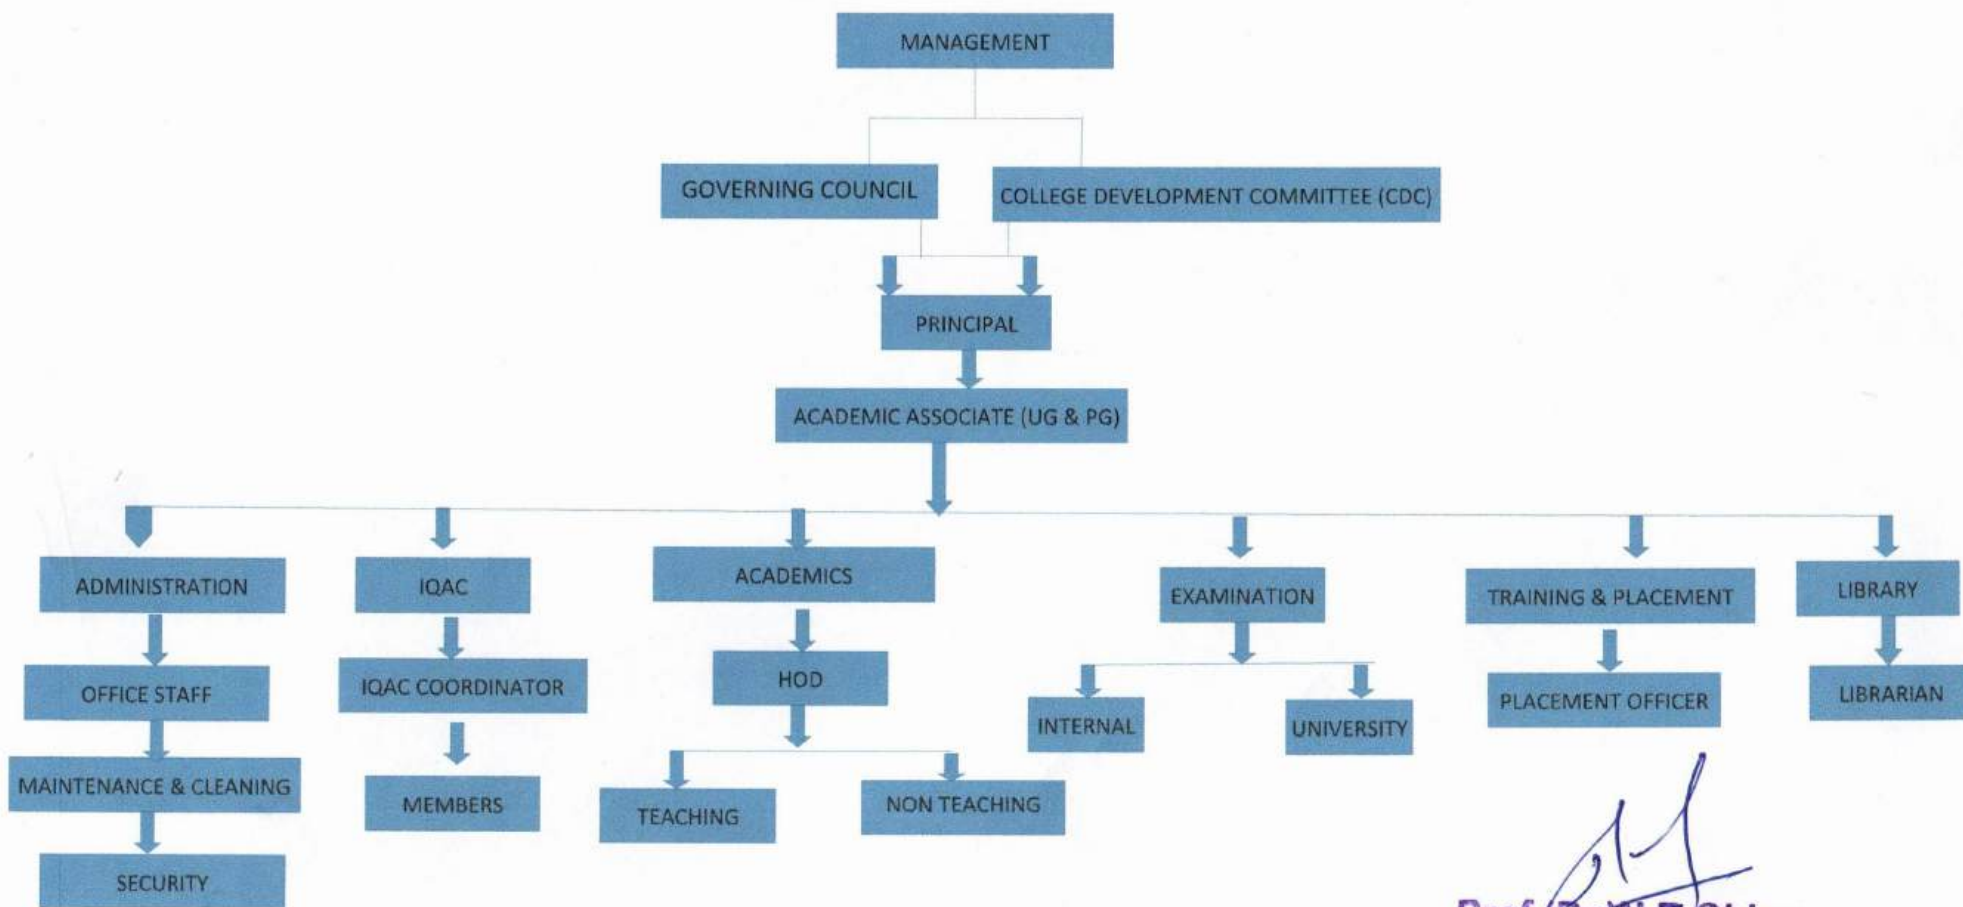 MANAGEMENT
GOVERNING COUNCIL
COLLEGE DEVELOPMENT COMMITTEE (CDC)
PRINCIPAL
ACADEMIC ASSOCIATE (UG & PG)
ADMINISTRATION
IQAC
ACADEMICS
EXAMINATION
TRAINING & PLACEMENT
LIBRARY
OFFICE STAFF
IQAC COORDINATOR
HOD
INTERNAL
UNIVERSITY
PLACEMENT OFFICER
LIBRARIAN
MAINTENANCE & CLEANING
MEMBERS
TEACHING
NON TEACHING
SECURITY
Prof.